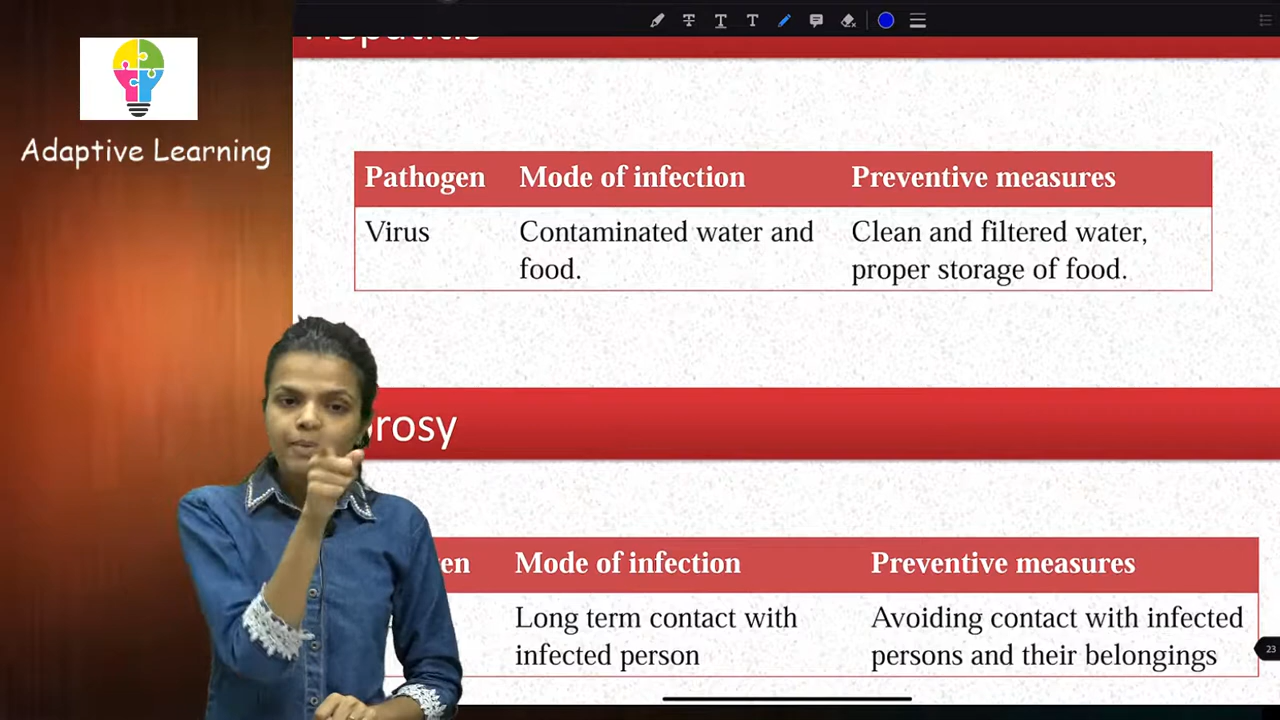 Adaptive Learning
Hepatitis
Pathogen Mode of infection Preventive measures
Virus Contaminated water and Clean and filtered water,
food. proper storage of food.
rosy
en Mode of infection Preventive measures
Long term contact with Avoiding contact with infected
infected person persons and their belongings
23